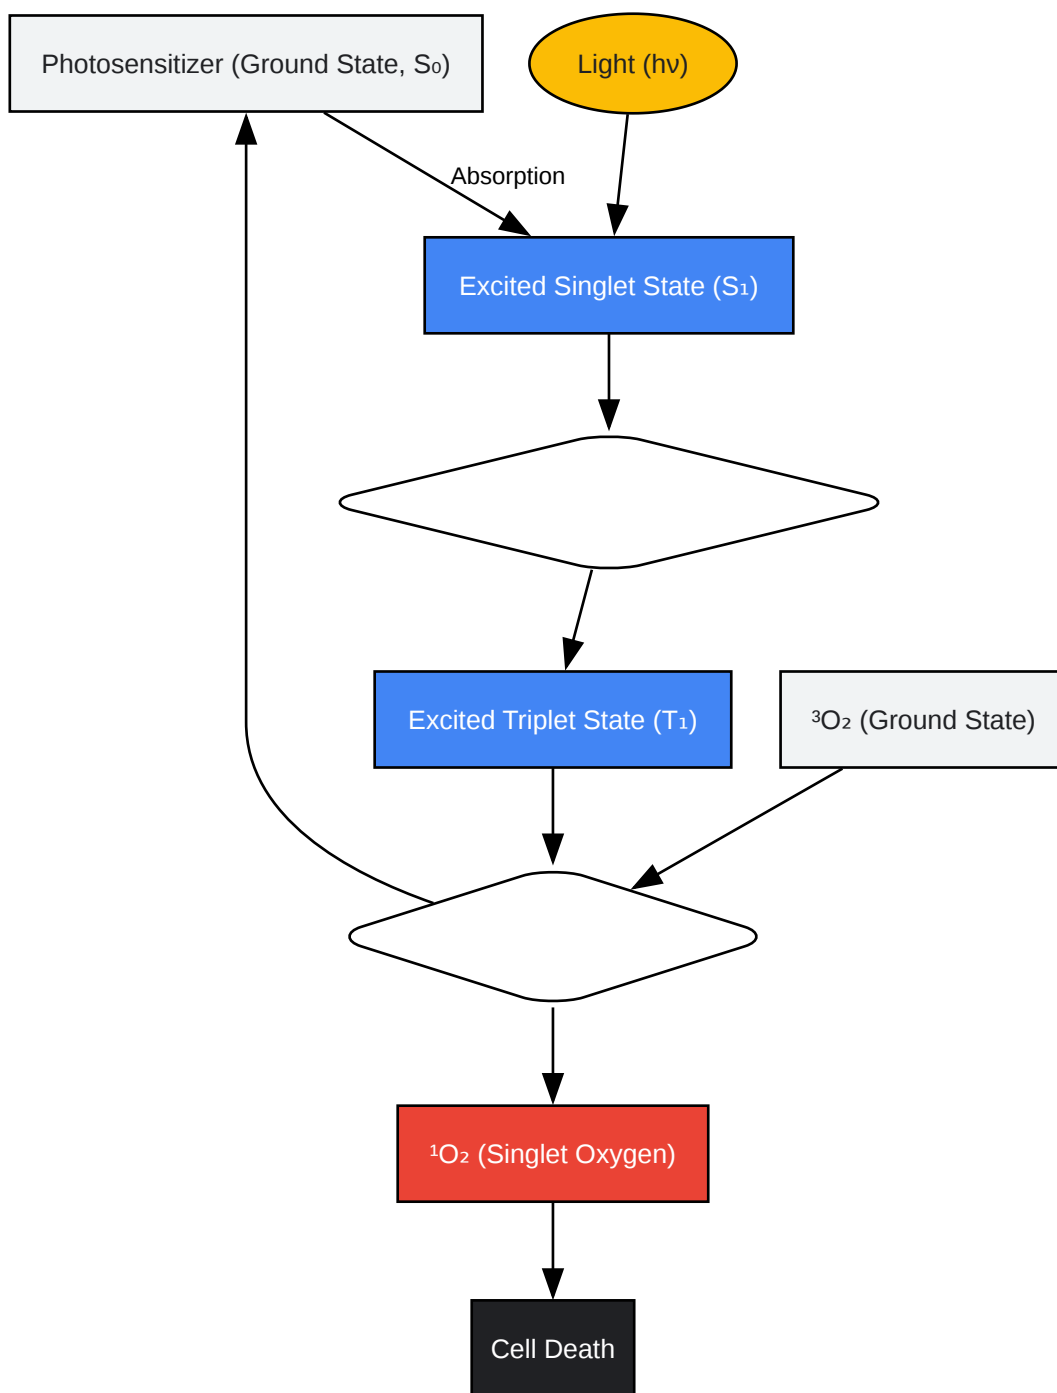 Photosensitizer (Ground State, S₀)
Light (hν)
Absorption
Excited Singlet State (S₁)
Excited Triplet State (T₁)
³O₂ (Ground State)
¹O₂ (Singlet Oxygen)
Cell Death